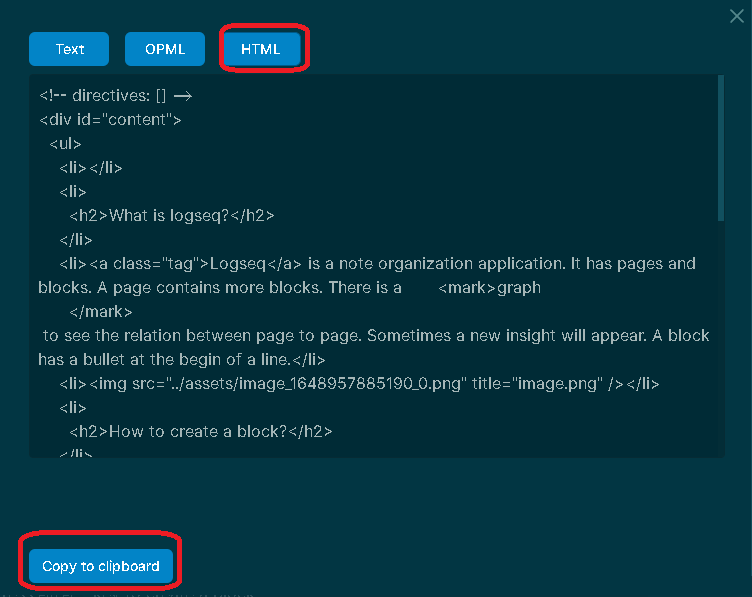 Text OPML HTML
<!-- directives: [] -->
<div id="content">
<ul>
<li></li>
<li>
<h2>What is logseq?</h2>
</li>
<li><a class="tag">Logseq</a> is a note organization application. It has pages and
blocks. A page contains more blocks. There is a <mark>graph
</mark>
to see the relation between page to page. Sometimes a new insight will appear. A block
has a bullet at the begin of a line.</li>
<li><img src="../assets/image_1648957885190_0.png" title="image.png" /></li>
<li>
<h2>How to create a block?</h2>
</li>
Copy to clipboard